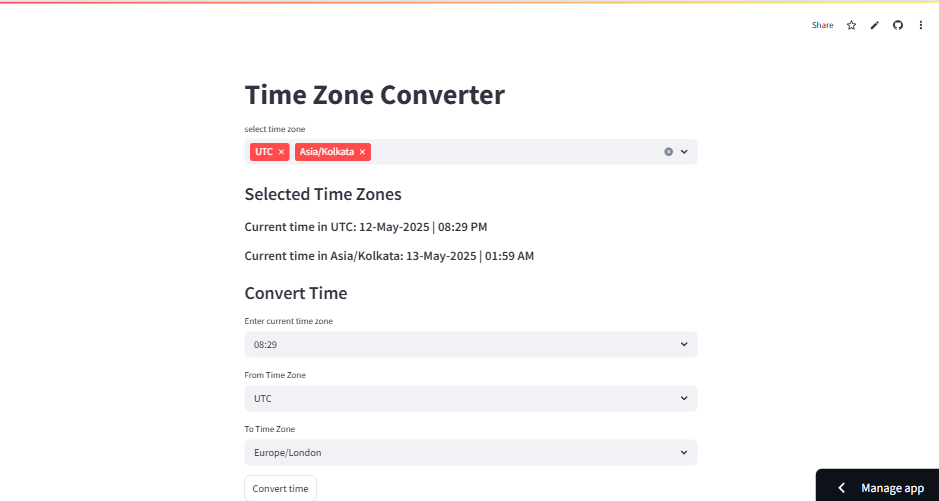 Share
Time Zone Converter
select time zone
UTC × Asia/Kolkata ×
Selected Time Zones
Current time in UTC: 12-May-2025 | 08:29 PM
Current time in Asia/Kolkata: 13-May-2025 | 01:59 AM
Convert Time
Enter current time zone
08:29
From Time Zone
UTC
To Time Zone
Europe/London
Convert time
Manage app